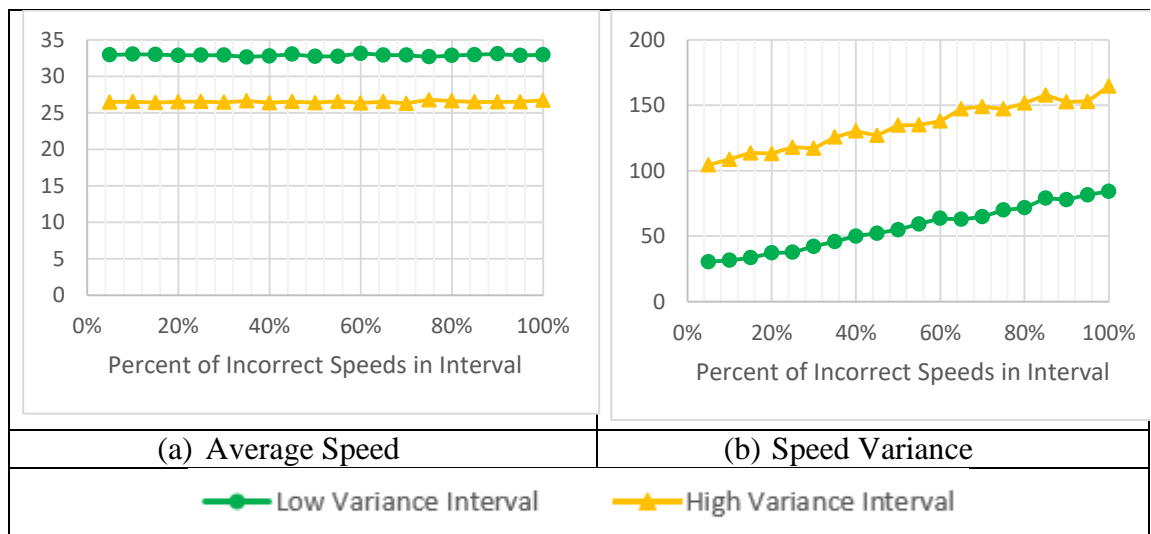 35
30
25
20
15
10
5
0
0% 20% 40% 60% 80% 100%
Percent of Incorrect Speeds in Interval
200
150
100
50
0
0% 20% 40% 60% 80% 100%
Percent of Incorrect Speeds in Interval
(a) Average Speed
(b) Speed Variance
Low Variance Interval High Variance Interval